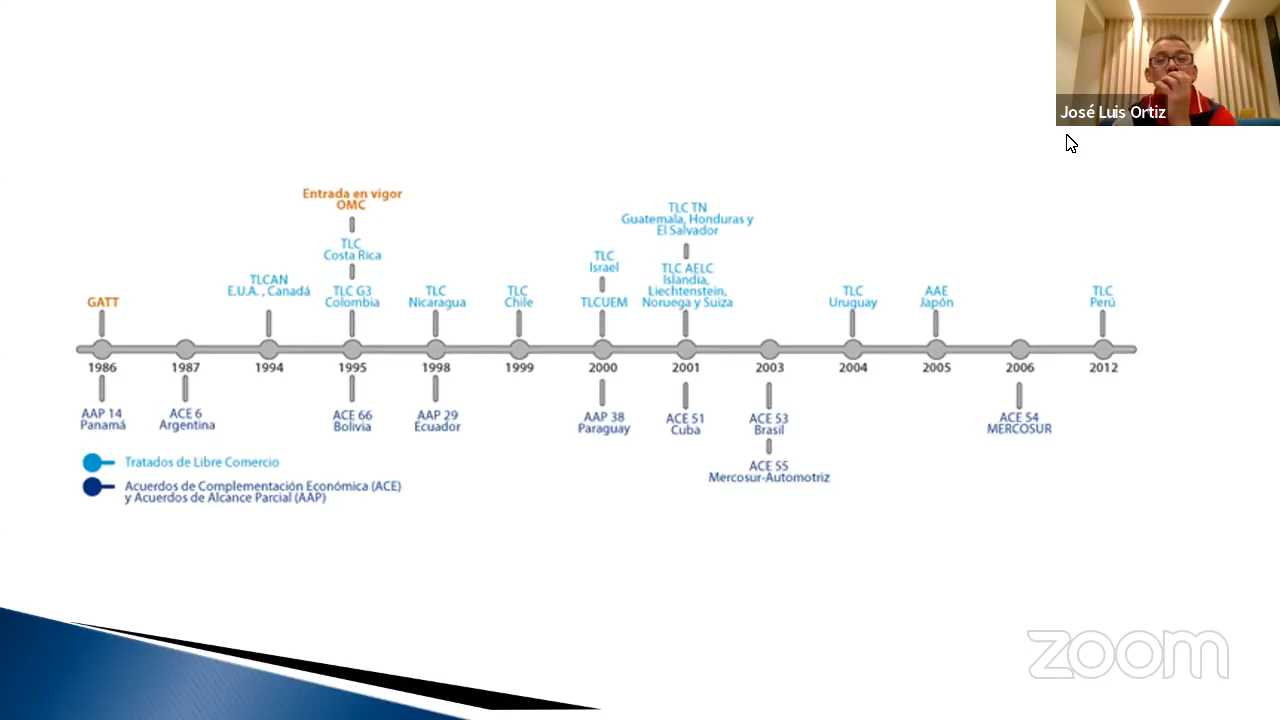 José Luis Ortiz
Entrada en vigor
OMC
TLC
Costa Rica
TLC TN
Guatemala, Honduras y
El Salvador
TLC
Israel
TLCAN
E.U.A. , Canadá
TLC G3
Colombia
TLC AELC
Islandia,
Liechtenstein,
Noruega y Suiza
GATT
TLC
Nicaragua
TLC
Chile
TLCUEM
TLC
Uruguay
AAE
Japón
TLC
Perú
1986
1987
1994
1995
1998
1999
2000
2001
2003
2004
2005
2006
2012
AAP 14
Panamá
ACE 6
Argentina
ACE 66
Bolivia
AAP 29
Ecuador
AAP 38
Paraguay
ACE 51
Cuba
ACE 53
Brasil
ACE 54
MERCOSUR
ACE 55
Mercosur-Automotriz
Tratados de Libre Comercio
Acuerdos de Complementación Económica (ACE)
y Acuerdos de Alcance Parcial (AAP)
zoom